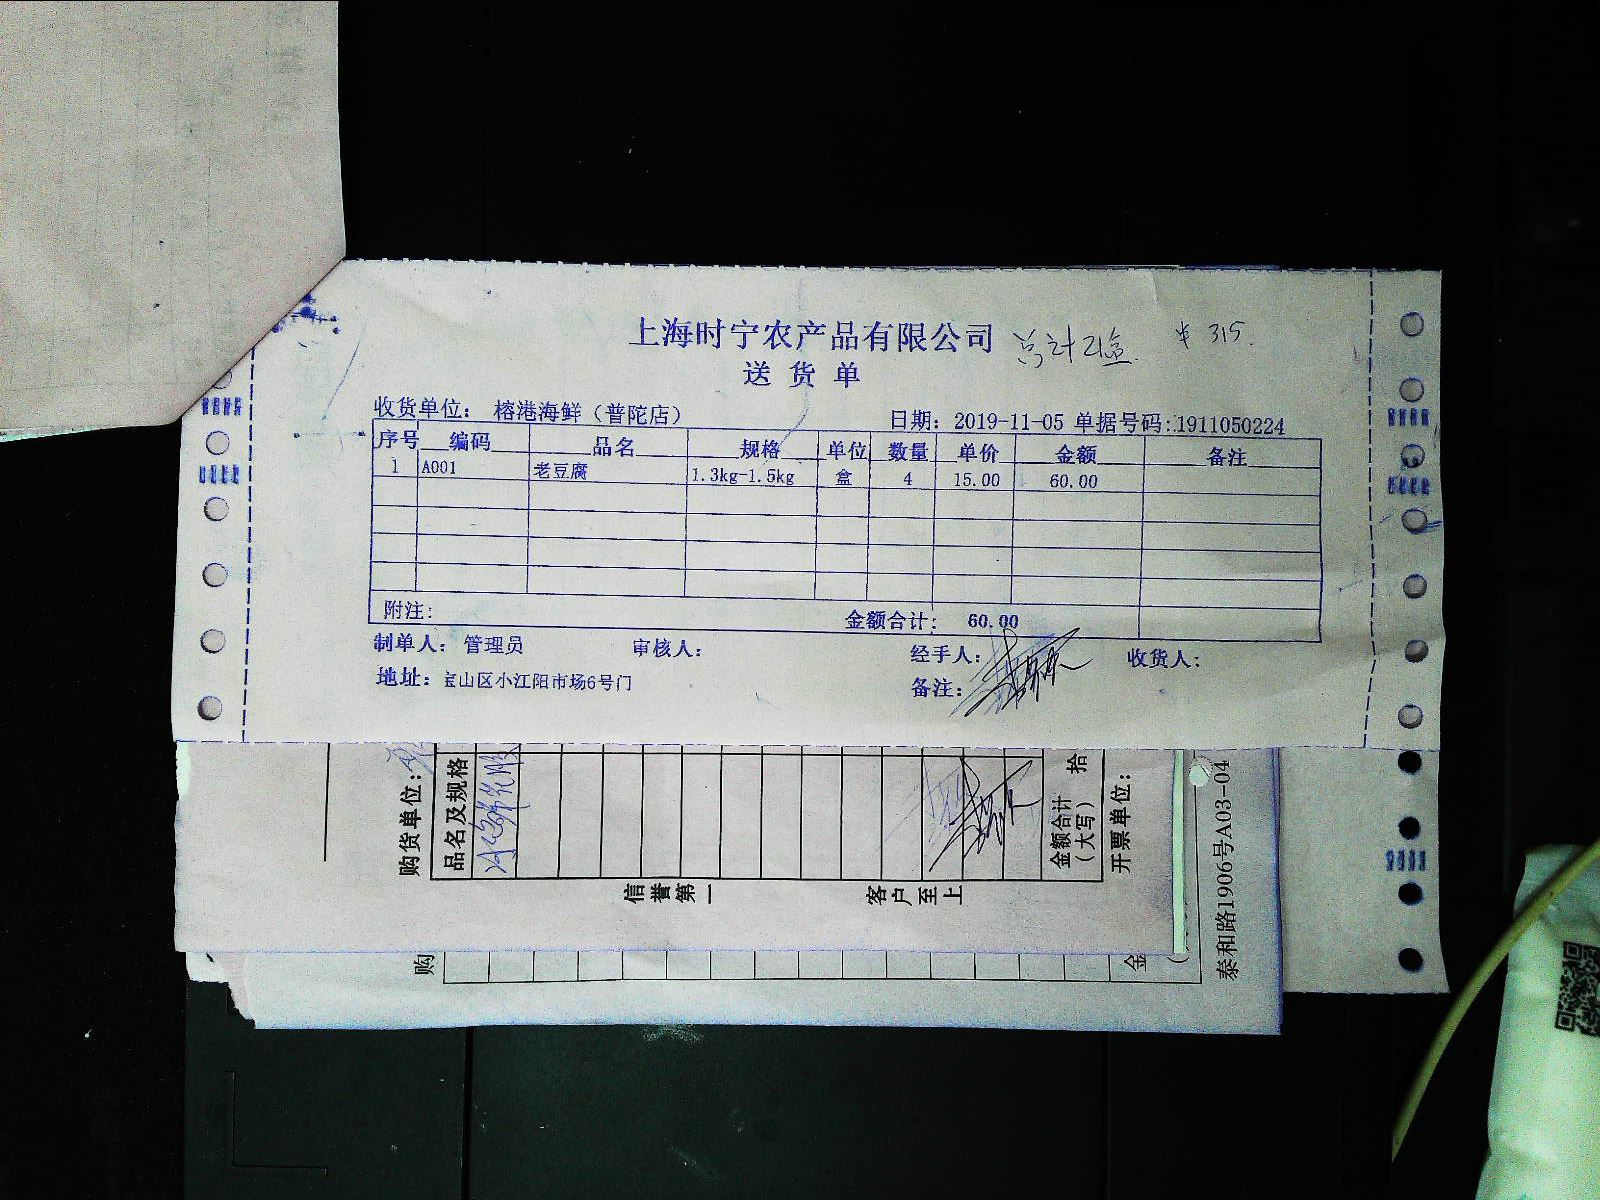 上海时宁农产品有限公司 总计21盒. ¥ 315.
送货单
收货单位: 榕港海鲜（普陀店） 日期: 2019-11-05 单据号码:1911050224
序号 编码 品名 规格 单位 数量 单价 金额 备注
1 A001 老豆腐 1.3kg-1.5kg 盒 4 15.00 60.00
附注: 金额合计: 60.00
制单人: 管理员 审核人: 经手人: 收货人:
地址: 宝山区小江阳市场6号门 备注:
购货单位:
品名及规格
信誉第一
客户至上
金额合计（大写） 拾
开票单位:
泰和路1906号A03-04
购
金